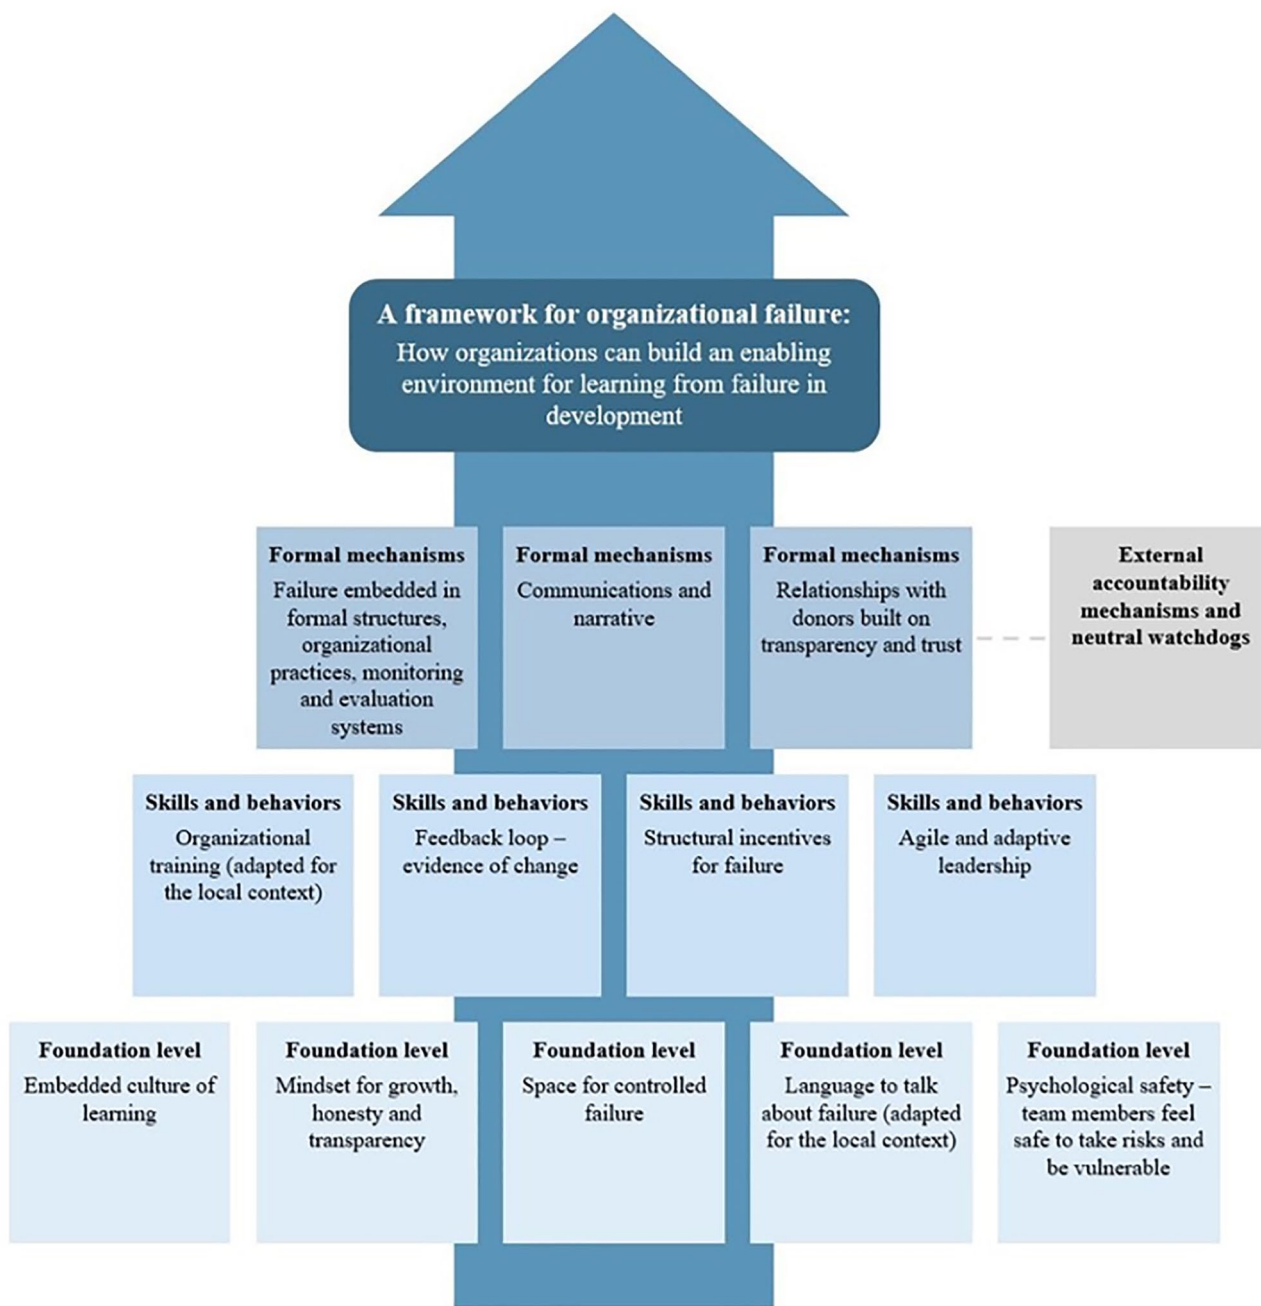 A framework for organizational failure:
How organizations can build an enabling
environment for learning from failure in
development
Formal mechanisms
Failure embedded in
formal structures,
organizational
practices, monitoring
and evaluation
systems
Formal mechanisms
Communications and
narrative
Formal mechanisms
Relationships with
donors built on
transparency and trust
External
accountability
mechanisms and
neutral watchdogs
Skills and behaviors
Organizational
training (adapted for
the local context)
Skills and behaviors
Feedback loop –
evidence of change
Skills and behaviors
Structural incentives
for failure
Skills and behaviors
Agile and adaptive
leadership
Foundation level
Embedded culture of
learning
Foundation level
Mindset for growth,
honesty and
transparency
Foundation level
Space for controlled
failure
Foundation level
Language to talk
about failure (adapted
for the local context)
Foundation level
Psychological safety –
team members feel
safe to take risks and
be vulnerable